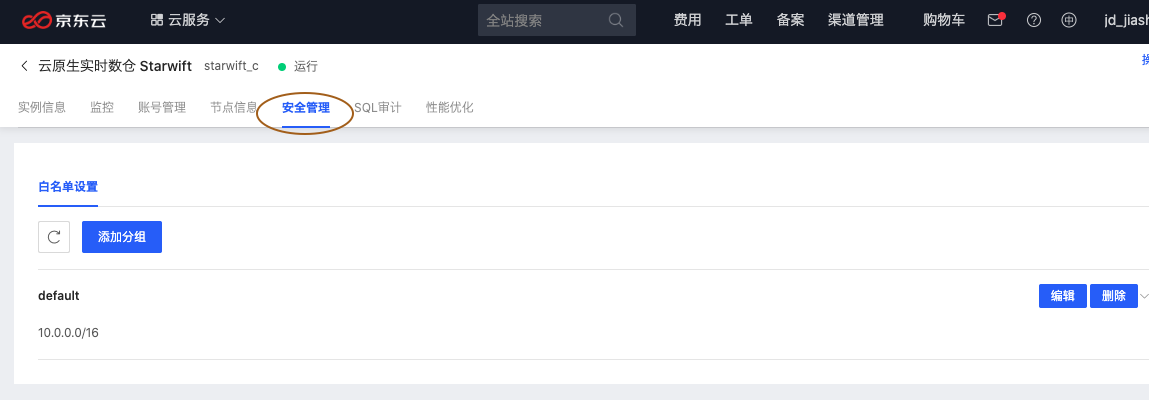 京东云 云服务 全站搜索 费用 工单 备案 渠道管理 购物车 中 jd_jiash
云原生实时数仓 Starwift starwift_c 运行
实例信息 监控 账号管理 节点信息 安全管理 SQL审计 性能优化
白名单设置
添加分组
default 编辑 删除
10.0.0.0/16